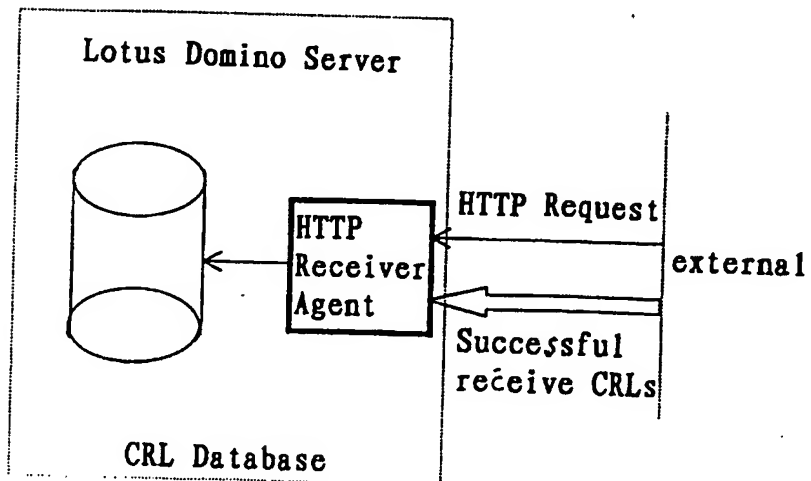 Lotus Domino Server
HTTP Request
HTTP
Receiver
Agent
external
Successful
receive CRLs
CRL Database